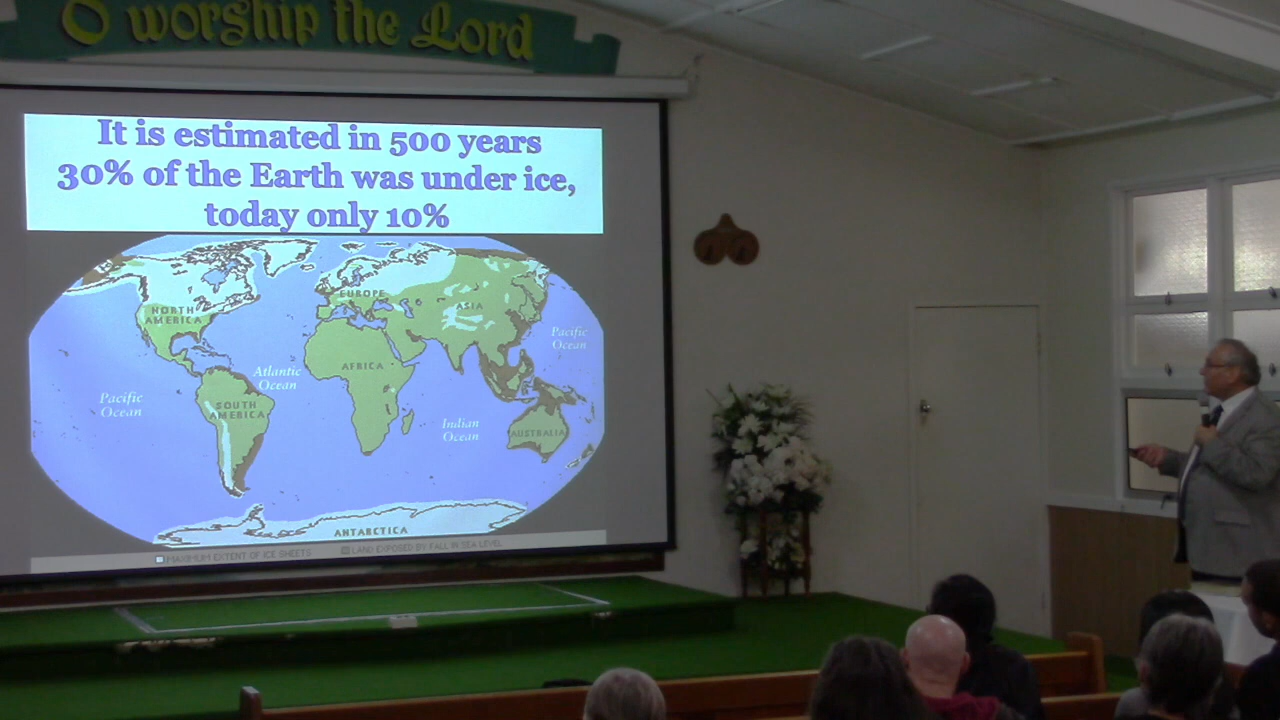 O worship the Lord
It is estimated in 500 years
30% of the Earth was under ice,
today only 10%
NORTH
AMERICA
EUROPE
ASIA
Pacific
Ocean
Atlantic
Ocean
AFRICA
Pacific
Ocean
SOUTH
AMERICA
Indian
Ocean
AUSTRALIA
ANTARCTICA
MAXIMUM EXTENT OF ICE SHEETS
LAND EXPOSED BY FALL IN SEA LEVEL